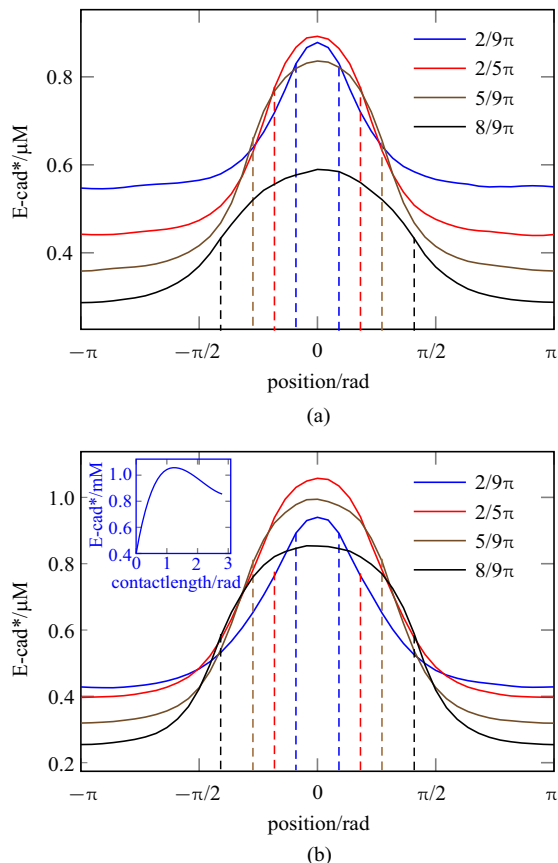 0.8
0.6
0.4
E-cad*/μM
2/9π
2/5π
5/9π
8/9π
−π
−π/2
0
π/2
π
position/rad
(a)
1.0
0.8
0.6
0.4
0.2
E-cad*/μM
1.0
0.8
0.6
0.4
E-cad*/mM
0 1 2 3
contactlength/rad
2/9π
2/5π
5/9π
8/9π
−π
−π/2
0
π/2
π
position/rad
(b)